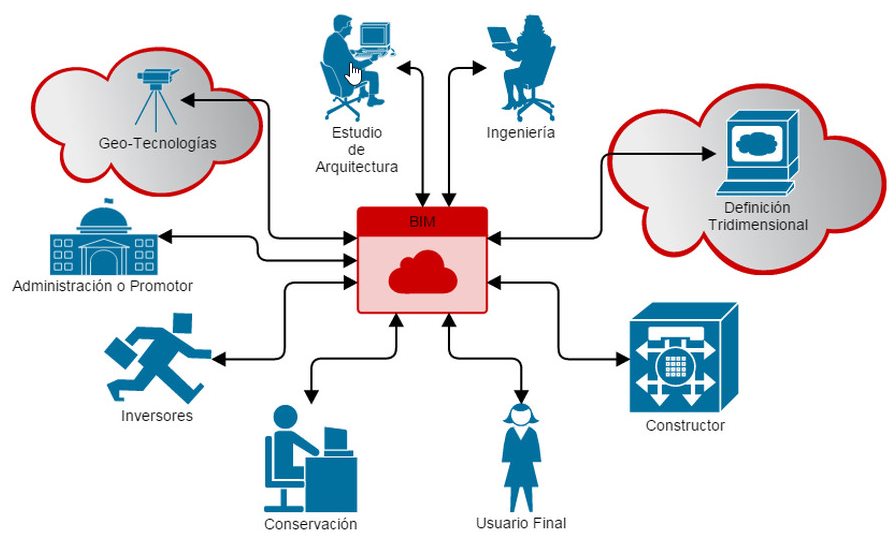 Estudio
de
Arquitectura
Ingeniería
Geo-Tecnologías
Definición
Tridimensional
BIM
Administración o Promotor
Inversores
Constructor
Conservación
Usuario Final